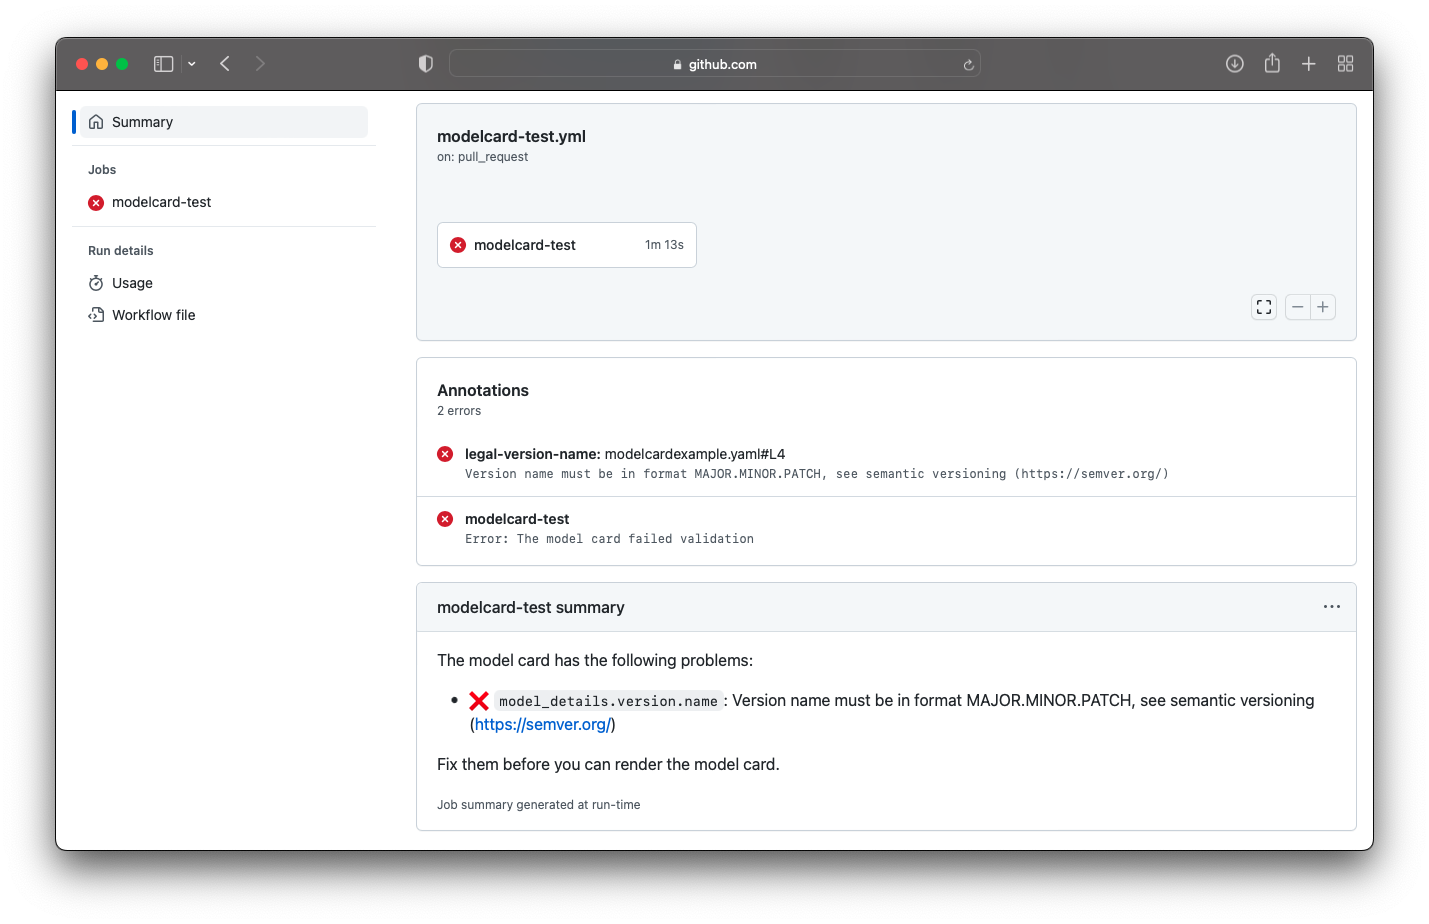 github.com
Summary
Jobs
modelcard-test
Run details
Usage
Workflow file
modelcard-test.yml
on: pull_request
modelcard-test 1m 13s
Annotations
2 errors
legal-version-name: modelcardexample.yaml#L4
Version name must be in format MAJOR.MINOR.PATCH, see semantic versioning (https://semver.org/)
modelcard-test
Error: The model card failed validation
modelcard-test summary
The model card has the following problems:
• ❌ model_details.version.name: Version name must be in format MAJOR.MINOR.PATCH, see semantic versioning
(https://semver.org/)
Fix them before you can render the model card.
Job summary generated at run-time